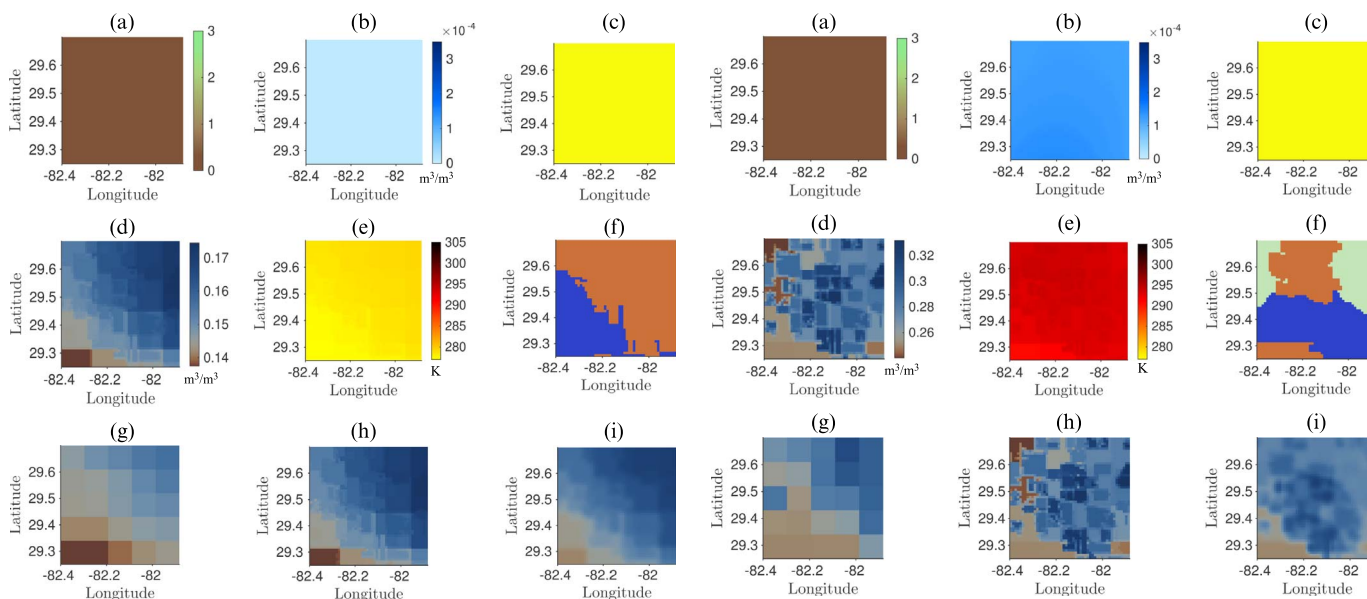 (a) (b) (c) (a) (b) (c)
×10⁻⁴ ×10⁻⁴
Latitude 29.6 29.5 29.4 29.3 3 2 1 0 Latitude 29.6 29.5 29.4 29.3 3 2 1 0 Latitude 29.6 29.5 29.4 29.3 Latitude 29.6 29.5 29.4 29.3 3 2 1 0 Latitude 29.6 29.5 29.4 29.3 3 2 1 0 Latitude 29.6 29.5 29.4 29.3
-82.4 -82.2 -82 -82.4 -82.2 -82 m³/m³ -82.4 -82.2 -82 -82.4 -82.2 -82 -82.4 -82.2 -82 m³/m³ -82.4 -82.2 -82
Longitude Longitude Longitude Longitude Longitude Longitude
(d) (e) (f) (d) (e) (f)
Latitude 29.6 29.5 29.4 29.3 0.17 0.16 0.15 0.14 Latitude 29.6 29.5 29.4 29.3 305 300 295 290 285 280 Latitude 29.6 29.5 29.4 29.3 Latitude 29.6 29.5 29.4 29.3 0.32 0.30 0.28 0.26 Latitude 29.6 29.5 29.4 29.3 305 300 295 290 285 280 Latitude 29.6 29.5 29.4 29.3
-82.4 -82.2 -82 m³/m³ -82.4 -82.2 -82 K -82.4 -82.2 -82 -82.4 -82.2 -82 m³/m³ -82.4 -82.2 -82 K -82.4 -82.2 -82
Longitude Longitude Longitude Longitude Longitude Longitude
(g) (h) (i) (g) (h) (i)
Latitude 29.6 29.5 29.4 29.3 Latitude 29.6 29.5 29.4 29.3 Latitude 29.6 29.5 29.4 29.3 Latitude 29.6 29.5 29.4 29.3 Latitude 29.6 29.5 29.4 29.3 Latitude 29.6 29.5 29.4 29.3
-82.4 -82.2 -82 -82.4 -82.2 -82 -82.4 -82.2 -82 -82.4 -82.2 -82 -82.4 -82.2 -82 -82.4 -82.2 -82
Longitude Longitude Longitude Longitude Longitude Longitude